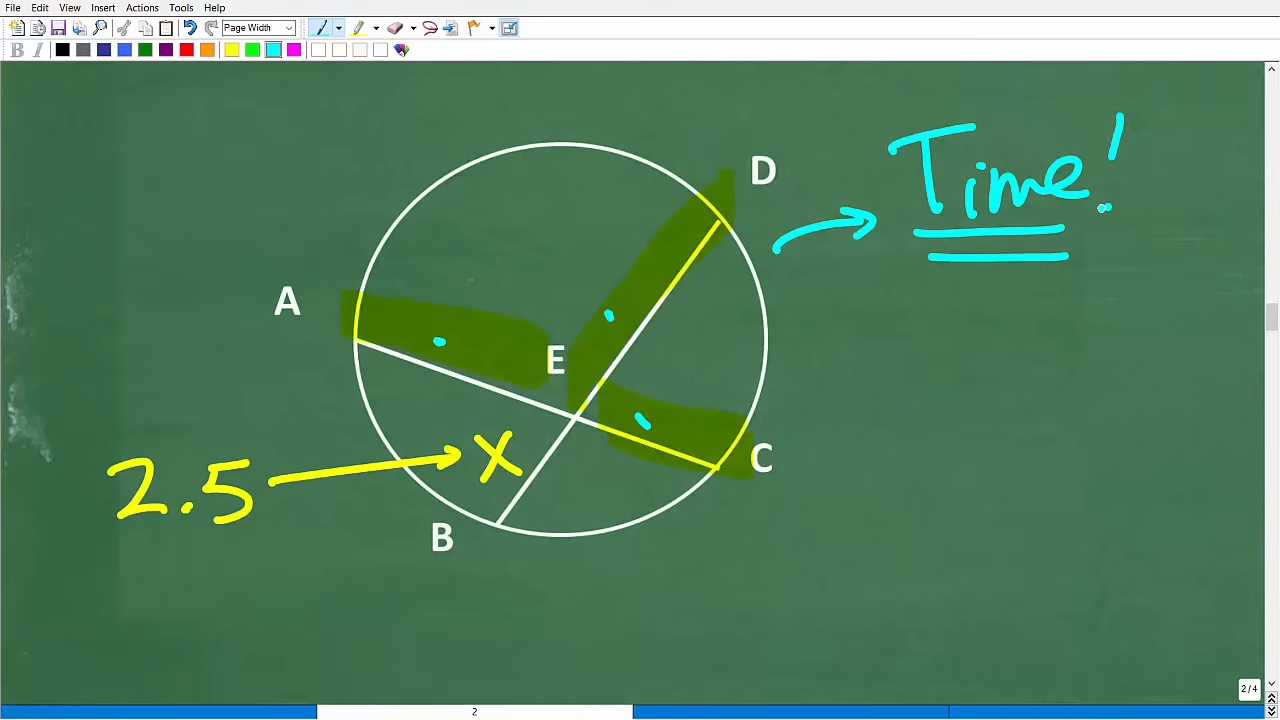 File Edit View Insert Actions Tools Help
Page Width
B I
D
Time!
A
E
X
C
2.5
B
2/4
2